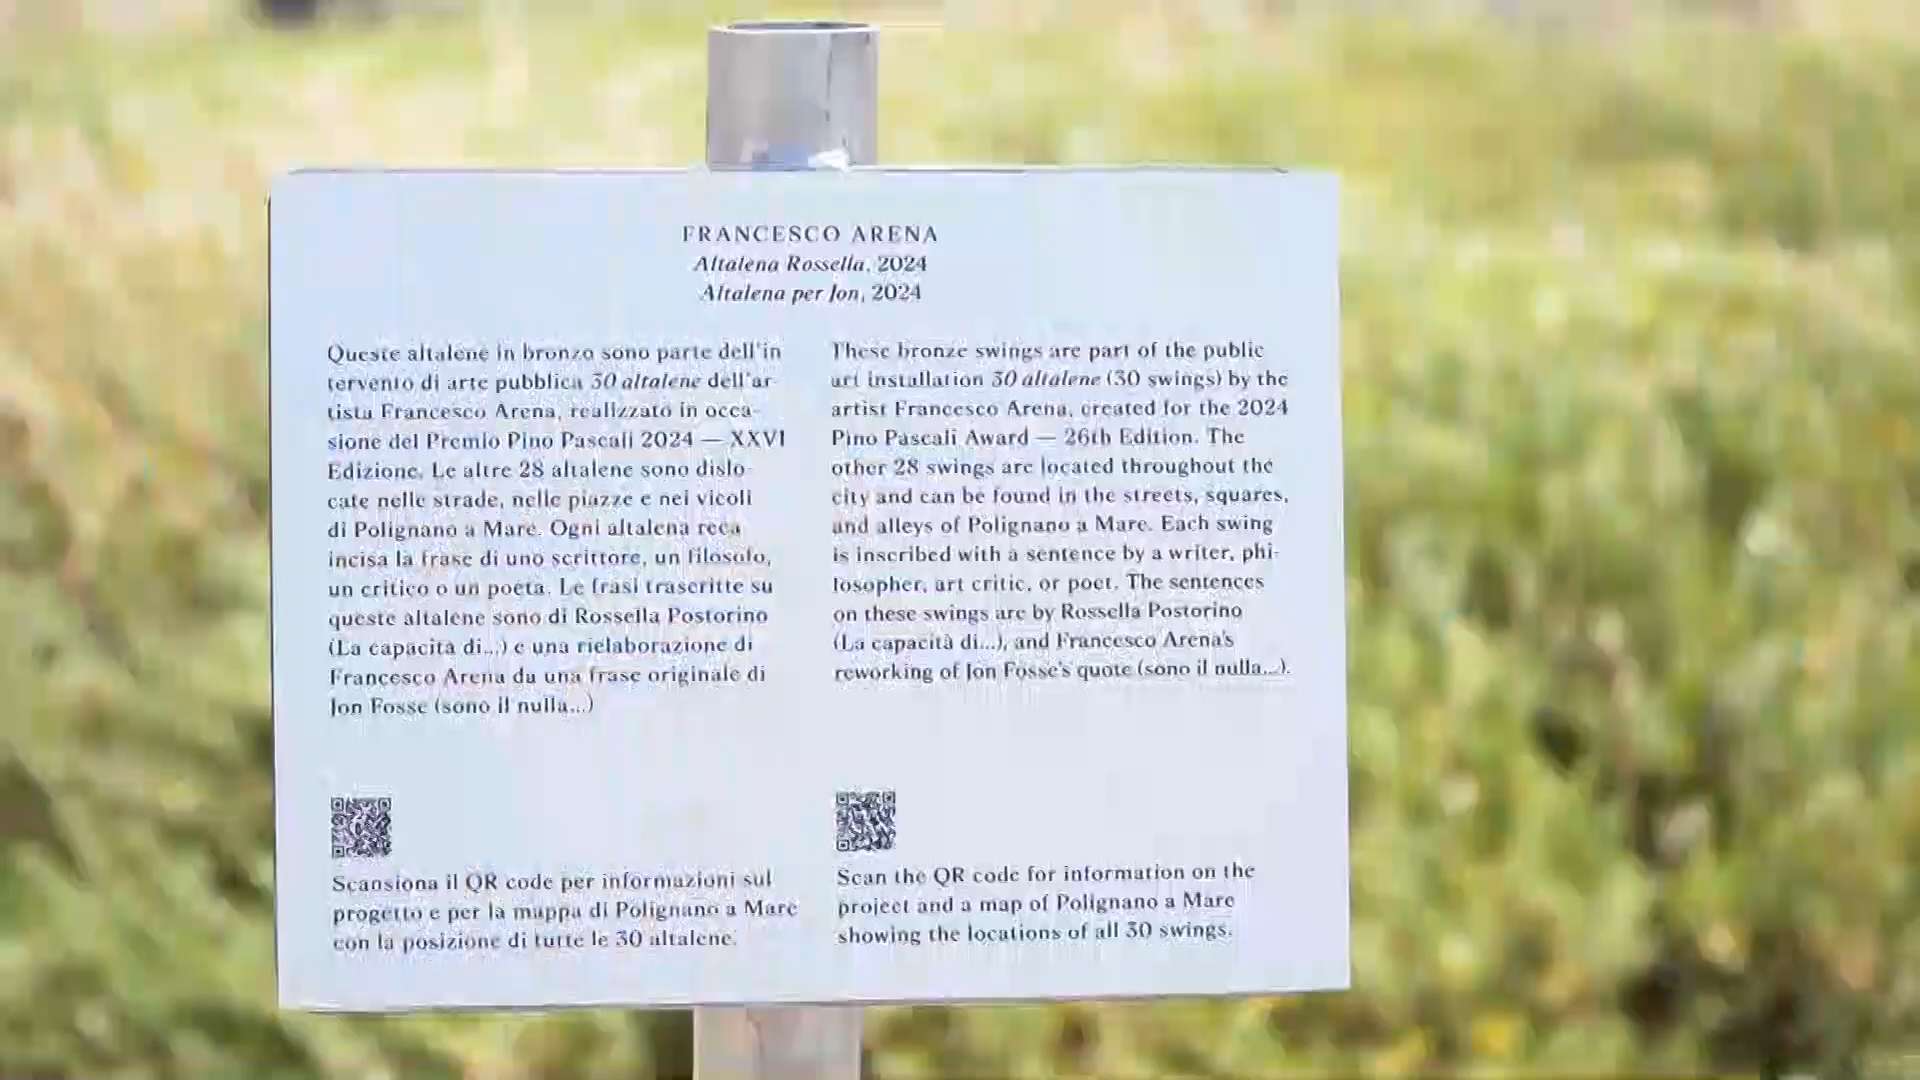 FRANCESCO ARENA
Altalena Rossella, 2024
Altalena per Jon, 2024
Queste altalene in bronzo sono parte dell'in
tervento di arte pubblica 30 altalene dell'ar-
tista Francesco Arena, realizzato in occa-
sione del Premio Pino Pascali 2024 — XXVI
Edizione. Le altre 28 altalene sono dislo-
cate nelle strade, nelle piazze e nei vicoli
di Polignano a Mare. Ogni altalena reca
incisa la frase di uno scrittore, un filosofo,
un critico o un poeta. Le frasi trascritte su
queste altalene sono di Rossella Postorino
(La capacità di...) e una rielaborazione di
Francesco Arena da una frase originale di
Jon Fosse (sono il nulla...)
Scansiona il QR code per informazioni sul
progetto e per la mappa di Polignano a Mare
con la posizione di tutte le 30 altalene.
These bronze swings are part of the public
art installation 30 altalene (30 swings) by the
artist Francesco Arena, created for the 2024
Pino Pascali Award — 26th Edition. The
other 28 swings are located throughout the
city and can be found in the streets, squares,
and alleys of Polignano a Mare. Each swing
is inscribed with a sentence by a writer, phi-
losopher, art critic, or poet. The sentences
on these swings are by Rossella Postorino
(La capacità di...), and Francesco Arena's
reworking of Jon Fosse's quote (sono il nulla...).
Scan the QR code for information on the
project and a map of Polignano a Mare
showing the locations of all 30 swings.